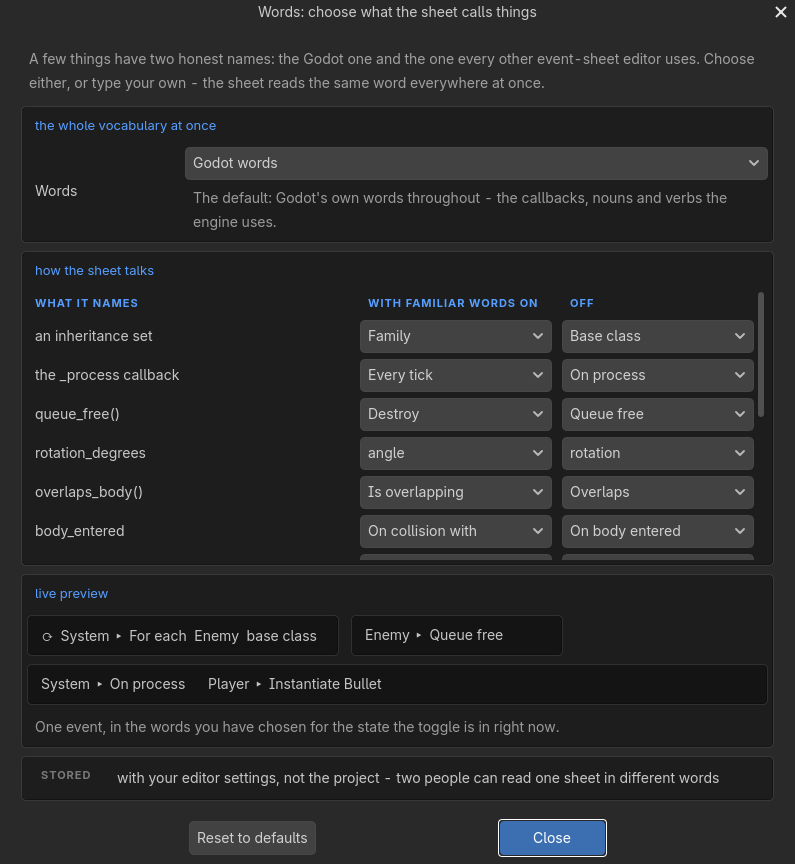 Words: choose what the sheet calls things
A few things have two honest names: the Godot one and the one every other event-sheet editor uses. Choose
either, or type your own - the sheet reads the same word everywhere at once.
the whole vocabulary at once
Words
Godot words
The default: Godot's own words throughout - the callbacks, nouns and verbs the
engine uses.
how the sheet talks
WHAT IT NAMES WITH FAMILIAR WORDS ON OFF
an inheritance set Family Base class
the _process callback Every tick On process
queue_free() Destroy Queue free
rotation_degrees angle rotation
overlaps_body() Is overlapping Overlaps
body_entered On collision with On body entered
live preview
⟳ System ▸ For each Enemy base class Enemy ▸ Queue free
System ▸ On process Player ▸ Instantiate Bullet
One event, in the words you have chosen for the state the toggle is in right now.
STORED with your editor settings, not the project - two people can read one sheet in different words
Reset to defaults Close